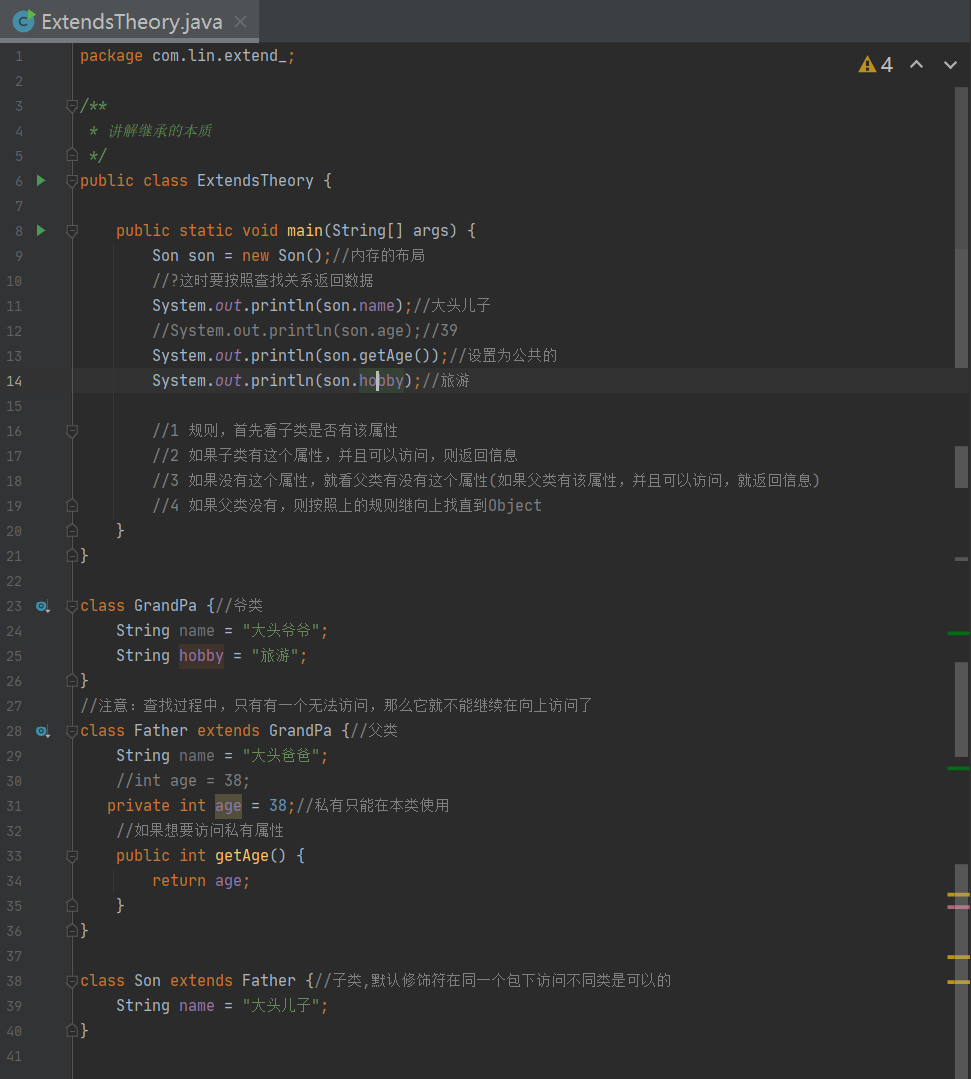 ExtendsTheory.java
4
1 package com.lin.extend_;
2
3 /**
4 * 讲解继承的本质
5 */
6 public class ExtendsTheory {
7
8 public static void main(String[] args) {
9 Son son = new Son();//内存的布局
10 //?这时要按照查找关系返回数据
11 System.out.println(son.name);//大头儿子
12 //System.out.println(son.age);//39
13 System.out.println(son.getAge());//设置为公共的
14 System.out.println(son.hobby);//旅游
15
16 //1 规则，首先看子类是否有该属性
17 //2 如果子类有这个属性，并且可以访问，则返回信息
18 //3 如果没有这个属性，就看父类有没有这个属性(如果父类有该属性，并且可以访问，就返回信息)
19 //4 如果父类没有，则按照上的规则继向上找直到Object
20 }
21 }
22
23 class GrandPa {//爷类
24 String name = "大头爷爷";
25 String hobby = "旅游";
26 }
27 //注意：查找过程中，只有有一个无法访问，那么它就不能继续在向上访问了
28 class Father extends GrandPa {//父类
29 String name = "大头爸爸";
30 //int age = 38;
31 private int age = 38;//私有只能在本类使用
32 //如果想要访问私有属性
33 public int getAge() {
34 return age;
35 }
36 }
37
38 class Son extends Father {//子类,默认修饰符在同一个包下访问不同类是可以的
39 String name = "大头儿子";
40 }
41